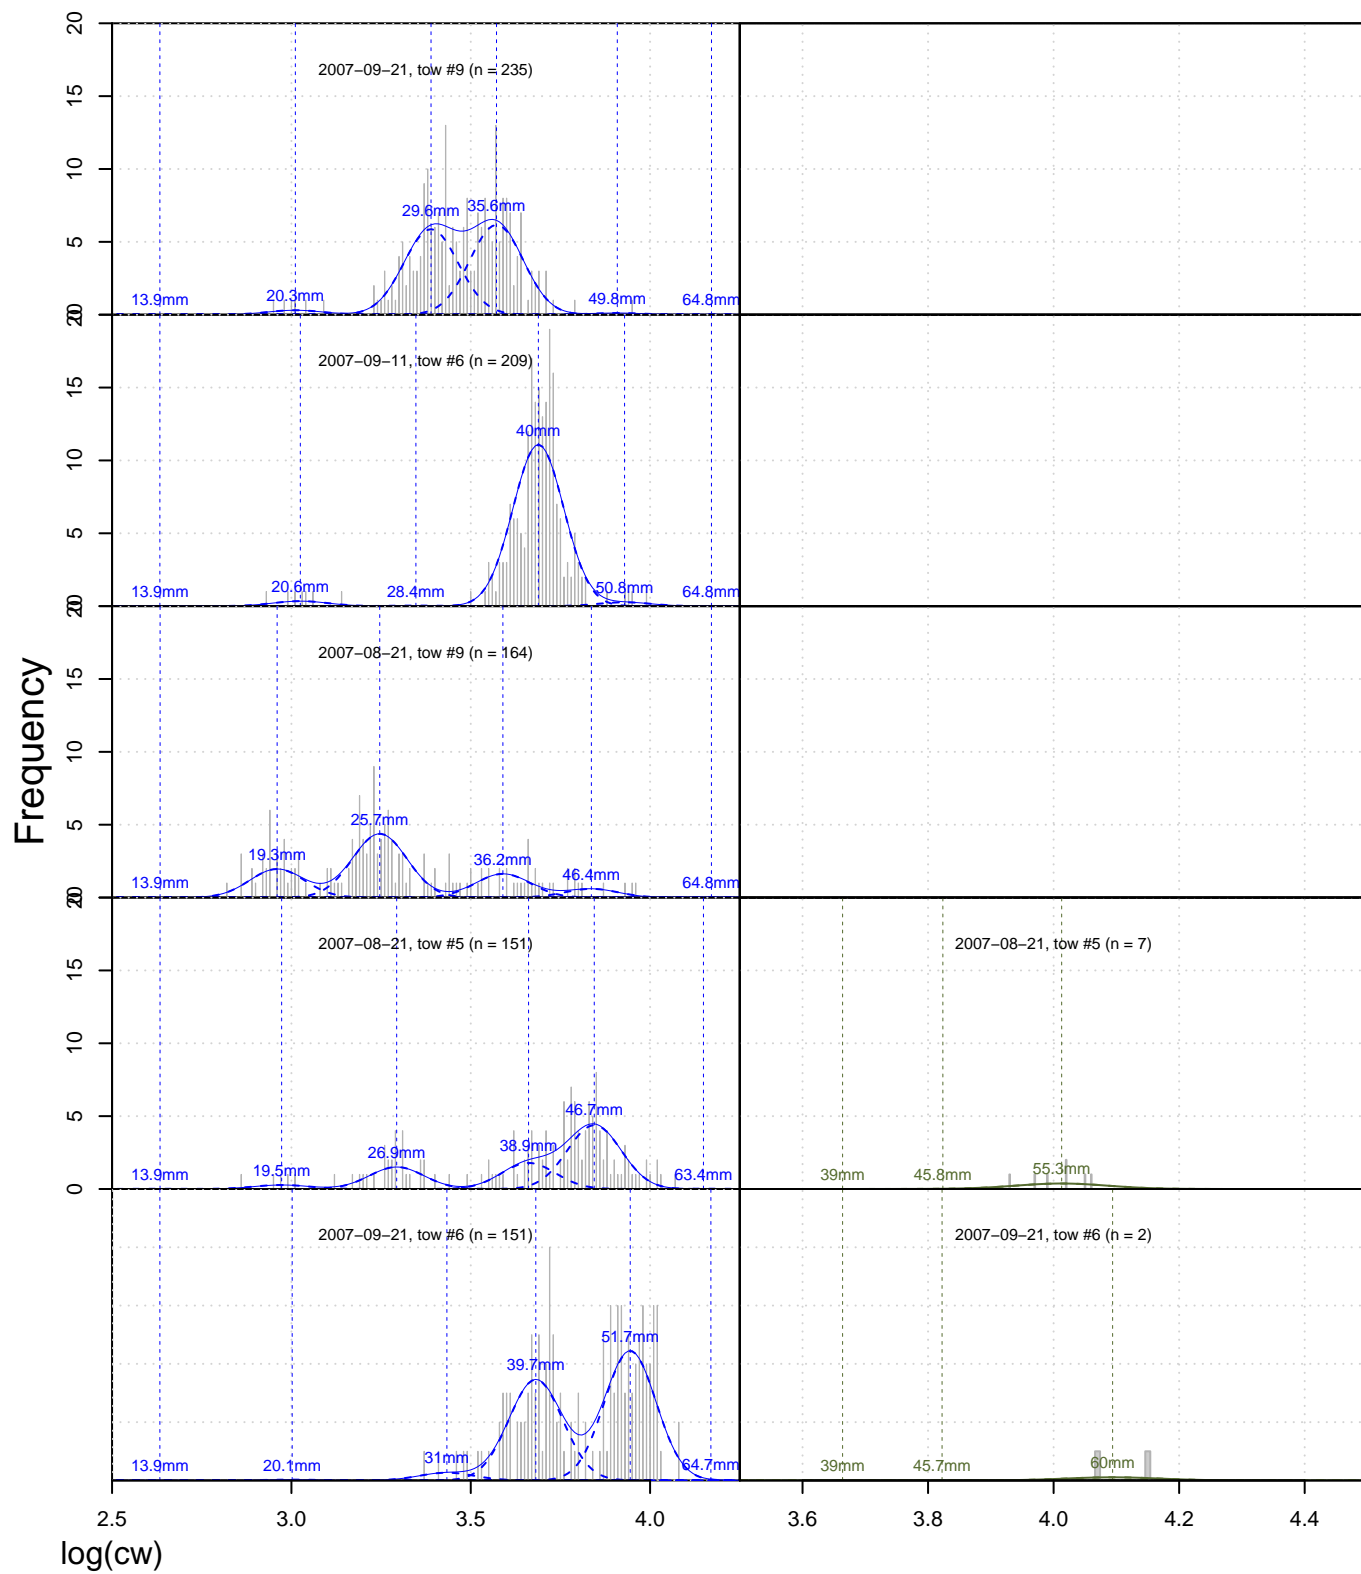 20
15
10
5
0
2007−09−21, tow #9 (n = 235)
29.6mm
35.6mm
13.9mm
20.3mm
49.8mm
64.8mm
20
15
10
5
0
2007−09−11, tow #6 (n = 209)
40mm
13.9mm
20.6mm
28.4mm
50.8mm
64.8mm
20
15
10
5
0
2007−08−21, tow #9 (n = 164)
19.3mm
25.7mm
36.2mm
46.4mm
13.9mm
64.8mm
20
15
10
5
0
2007−08−21, tow #5 (n = 151)
46.7mm
26.9mm
38.9mm
13.9mm
19.5mm
63.4mm
2007−08−21, tow #5 (n = 7)
39mm
45.8mm
55.3mm
2007−09−21, tow #6 (n = 151)
51.7mm
39.7mm
31mm
13.9mm
20.1mm
64.7mm
2007−09−21, tow #6 (n = 2)
39mm
45.7mm
60mm
2.5
3.0
3.5
4.0
3.6
3.8
4.0
4.2
4.4
log(cw)
Frequency